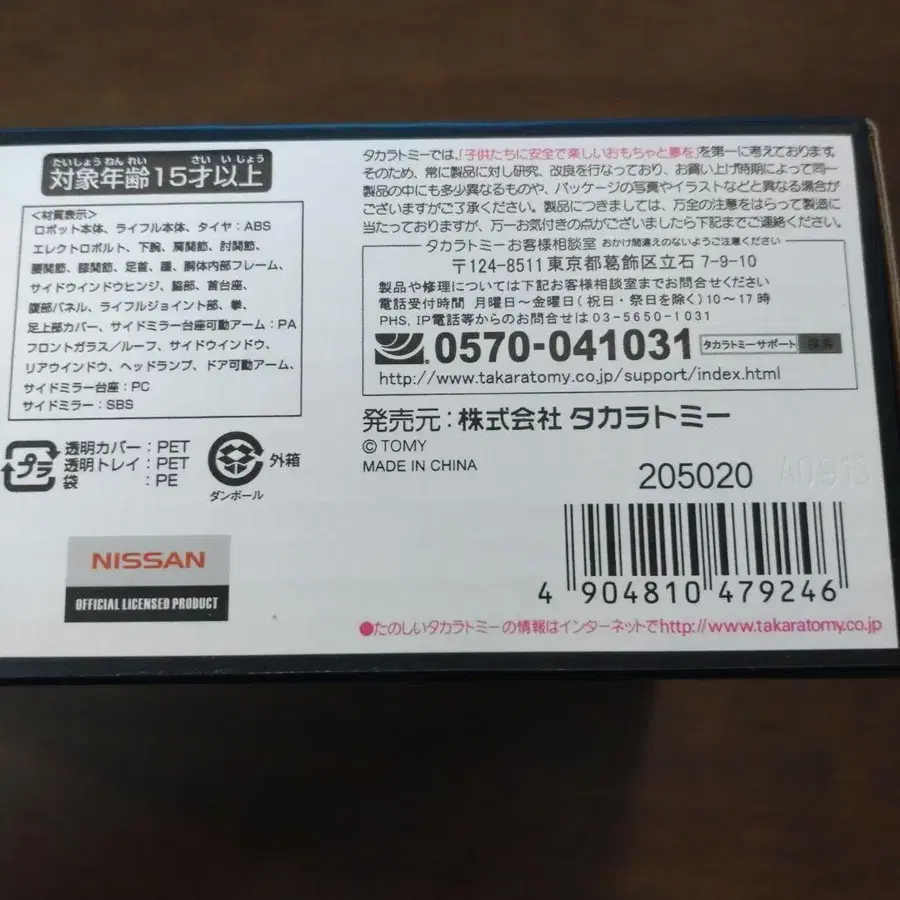 たいしょうねんれい さいいじょう
対象年齢15才以上
<材質表示>
ロボット本体、ライフル本体、タイヤ:ABS
エレクトロボルト、下腕、肩関節、肘関節、
腰関節、膝関節、足首、踵、胴体内部フレーム、
サイドウインドウヒンジ、脇部、首台座、
腹部パネル、ライフルジョイント部、拳、
足上部カバー、サイドミラー台座可動アーム:PA
フロントガラス/ルーフ、サイドウインドウ、
リアウインドウ、ヘッドランプ、ドア可動アーム、
サイドミラー台座:PC
サイドミラー:SBS
プラ
透明カバー:PET
透明トレイ:PET
袋 :PE
外箱
ダンボール
NISSAN
OFFICIAL LICENSED PRODUCT
タカラトミーでは、「子供たちに安全で楽しいおもちゃと夢を」を第一に考えております。
そのため、常に製品に対し研究、改良を行なっており、お買い上げ時期によって同一
製品の中にも多少異なるものや、パッケージの写真やイラストなどと異なる場合が
ございますがご了承ください。製品につきましては、万全の注意をはらって製造に
当たっておりますが、万一お気付きの点がございましたら下記までご連絡ください。
タカラトミーお客様相談室 おかけ間違えのないようご注意ください
〒124-8511 東京都葛飾区立石 7-9-10
製品や修理については下記お客様相談室までお問合せください
電話受付時間 月曜日〜金曜日(祝日・祭日を除く)10〜17時
PHS, IP電話等からのお問合せは03-5650-1031
0570-041031 タカラトミーサポート 検索
http://www.takaratomy.co.jp/support/index.html
発売元:株式会社 タカラトミー
© TOMY
MADE IN CHINA
205020 A0913
4 904810 479246
●たのしいタカラトミーの情報はインターネットでhttp://www.takaratomy.co.jp